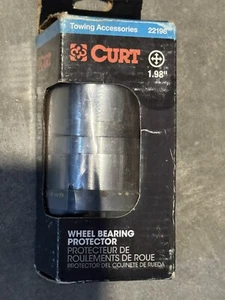 Towing Accessories 22198
CURT
1.98"
WHEEL BEARING
PROTECTOR
PROTECTEUR DE
ROULEMENTS DE ROUE
PROTECTOR DEL COJINETE DE RUEDA